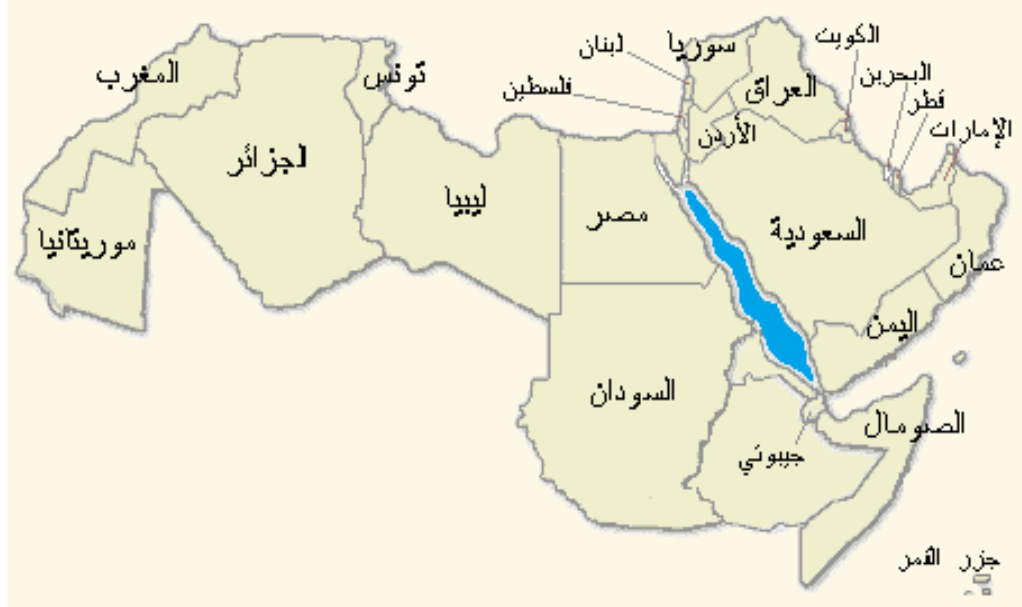 الكويت
سوريا
لبنان
البحرين
تونس
المغرب
فلسطين
العراق
قطر
الإمارات
الأردن
الجزائر
ليبيا
مصر
السعودية
موريتانيا
عمان
اليمن
السودان
الصومال
جيبوتي
جزر القمر